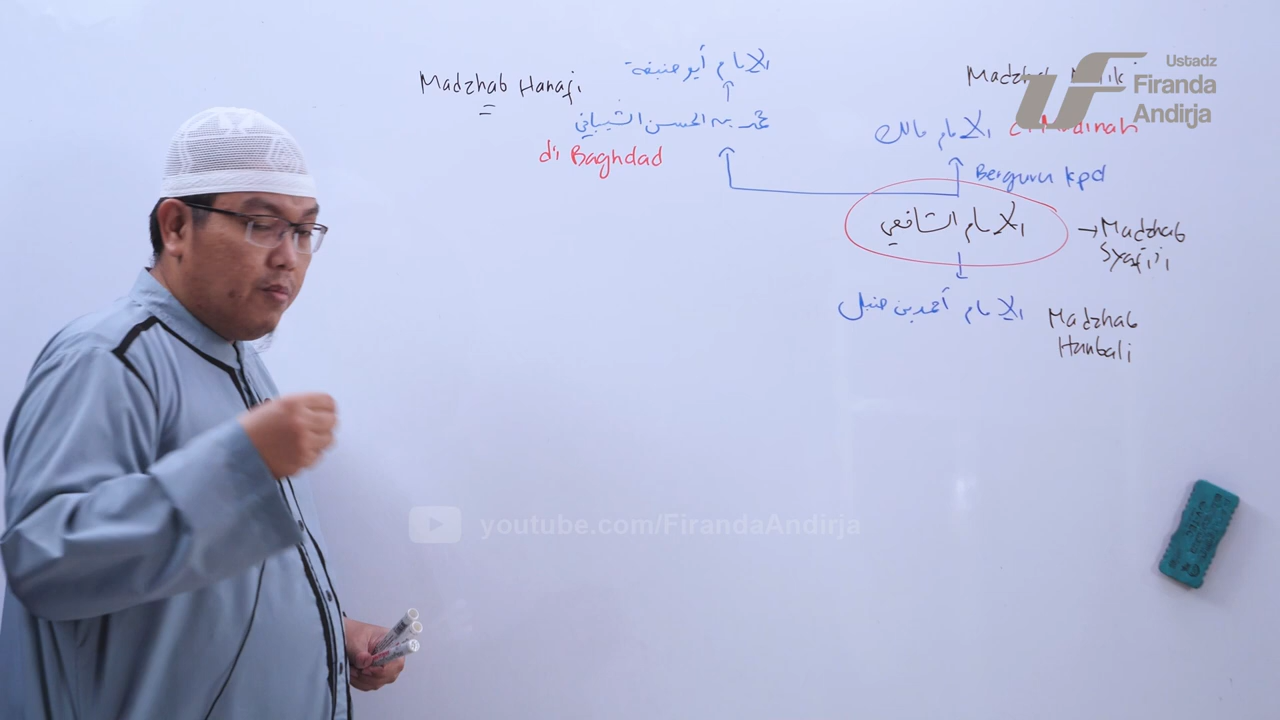 Madzhab Hanafi
الإمام أبو حنيفة
محمد بن الحسن الشيباني
di Baghdad
Madzhab Maliki
الإمام مالك di Madinah
Berguru kpd
الإمام الشافعي
Madzhab
Syafi'i
الإمام أحمد بن حنبل
Madzhab
Hanbali
Ustadz
Firanda
Andirja
youtube.com/FirandaAndirja